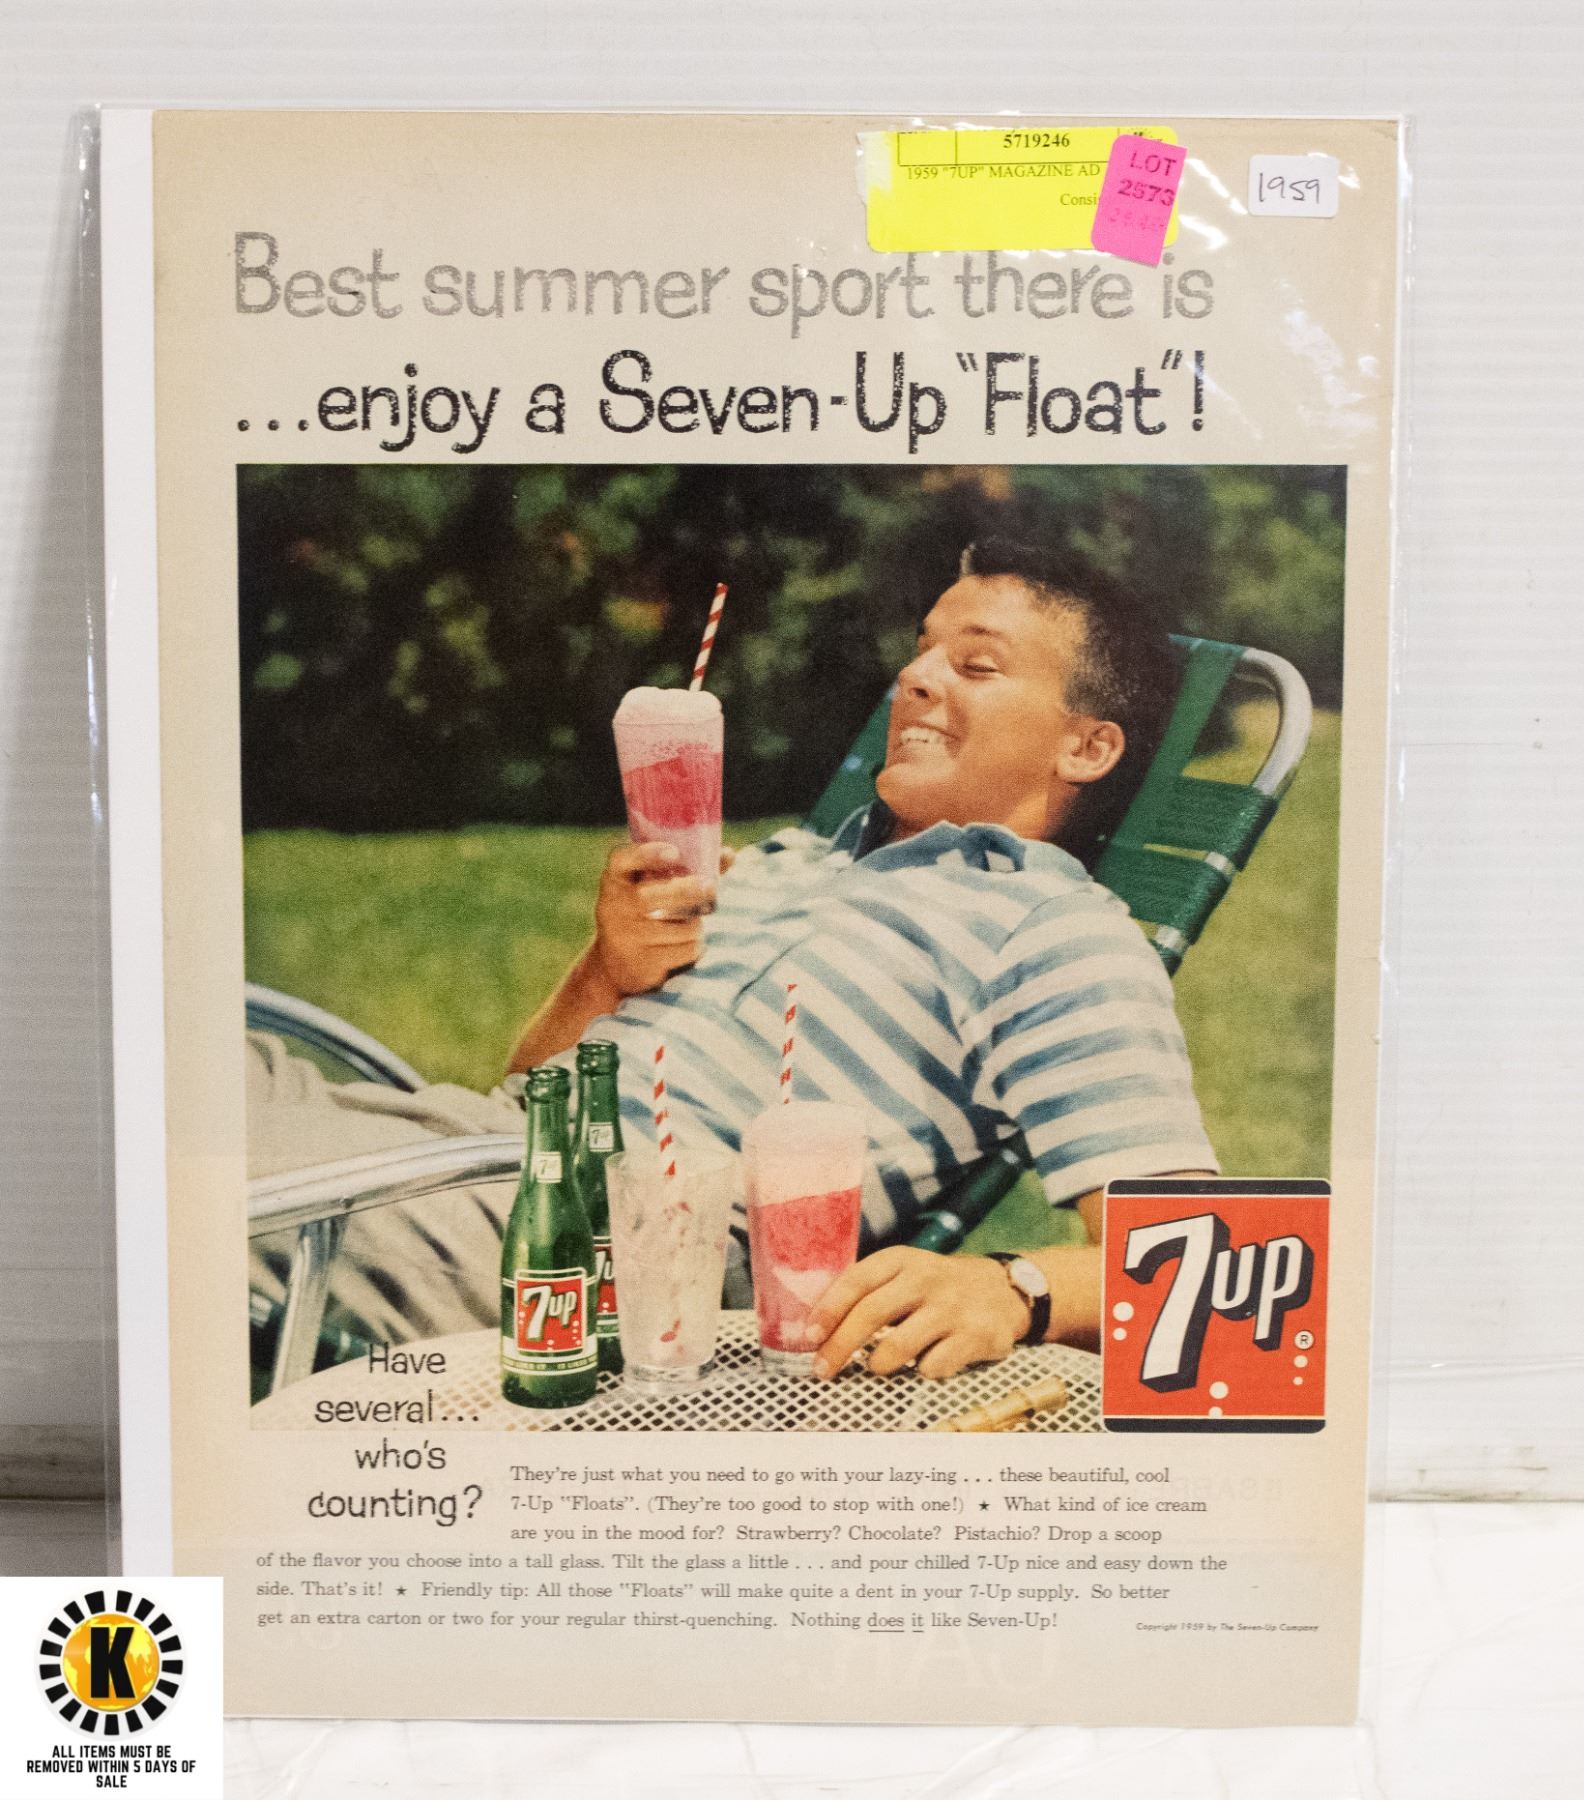 5719246
1959 "7UP" MAGAZINE AD
LOT
2573
1959
Best summer sport there is
...enjoy a Seven-Up "Float"!
7up
7up
7up
7up ®
Have
several...
who's
counting?
They're just what you need to go with your lazy-ing . . . these beautiful, cool
7-Up "Floats". (They're too good to stop with one!) ★ What kind of ice cream
are you in the mood for? Strawberry? Chocolate? Pistachio? Drop a scoop
of the flavor you choose into a tall glass. Tilt the glass a little . . . and pour chilled 7-Up nice and easy down the
side. That's it! ★ Friendly tip: All those "Floats" will make quite a dent in your 7-Up supply. So better
get an extra carton or two for your regular thirst-quenching. Nothing does it like Seven-Up!
Copyright 1959 by The Seven-Up Company
K
ALL ITEMS MUST BE
REMOVED WITHIN 5 DAYS OF
SALE